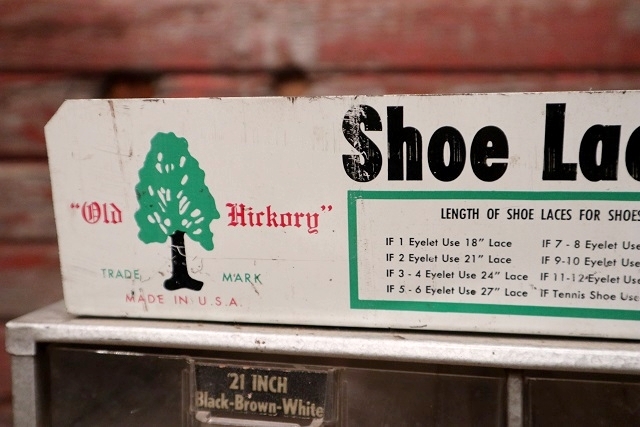 Shoe Lac
"Old Hickory"
TRADE MARK
MADE IN U.S.A.
LENGTH OF SHOE LACES FOR SHOES
IF 1 Eyelet Use 18" Lace
IF 2 Eyelet Use 21" Lace
IF 3 - 4 Eyelet Use 24" Lace
IF 5 - 6 Eyelet Use 27" Lace
IF 7 - 8 Eyelet Use
IF 9-10 Eyelet Use
IF 11-12 Eyelet Use
IF Tennis Shoe Use
21 INCH
Black-Brown-White